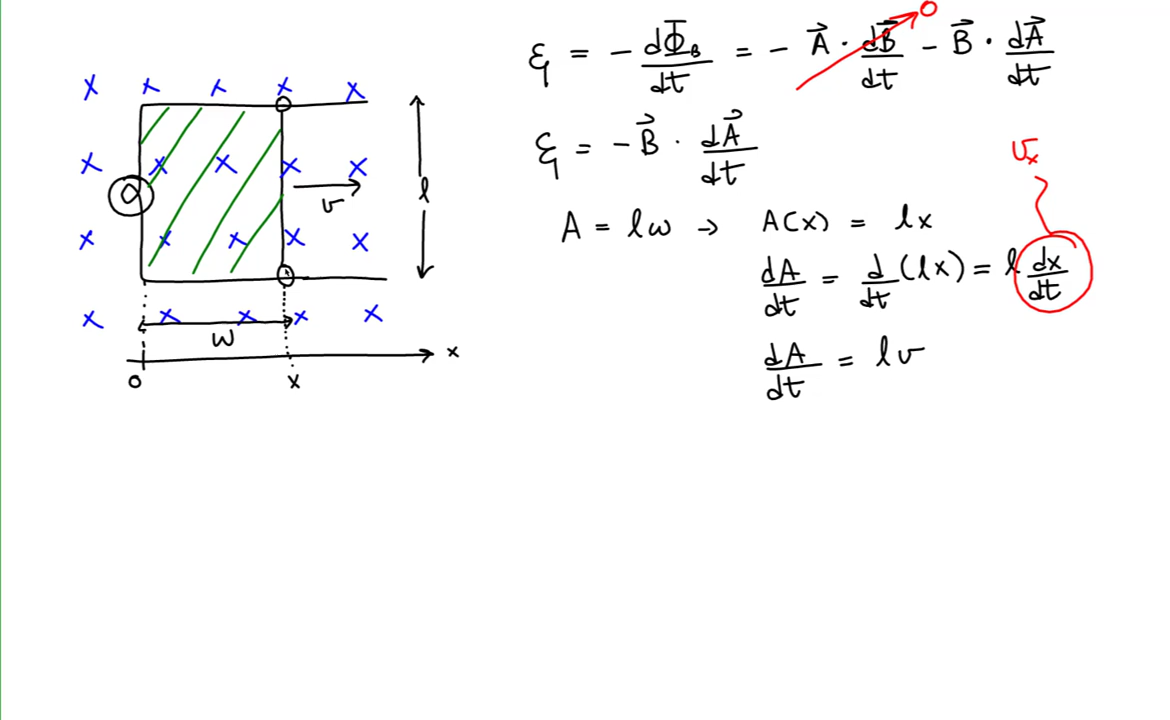 ℰ = - dΦ_B/dt = - A⃗ · dB⃗/dt - B⃗ · dA⃗/dt
0
ℰ = - B⃗ · dA⃗/dt
v_x
A = lw → A(x) = lx
dA/dt = d/dt (lx) = l dx/dt
dA/dt = lv
x x x x x
x x x x x
v
l
x x x x x
x x x x x
w
x
0 x